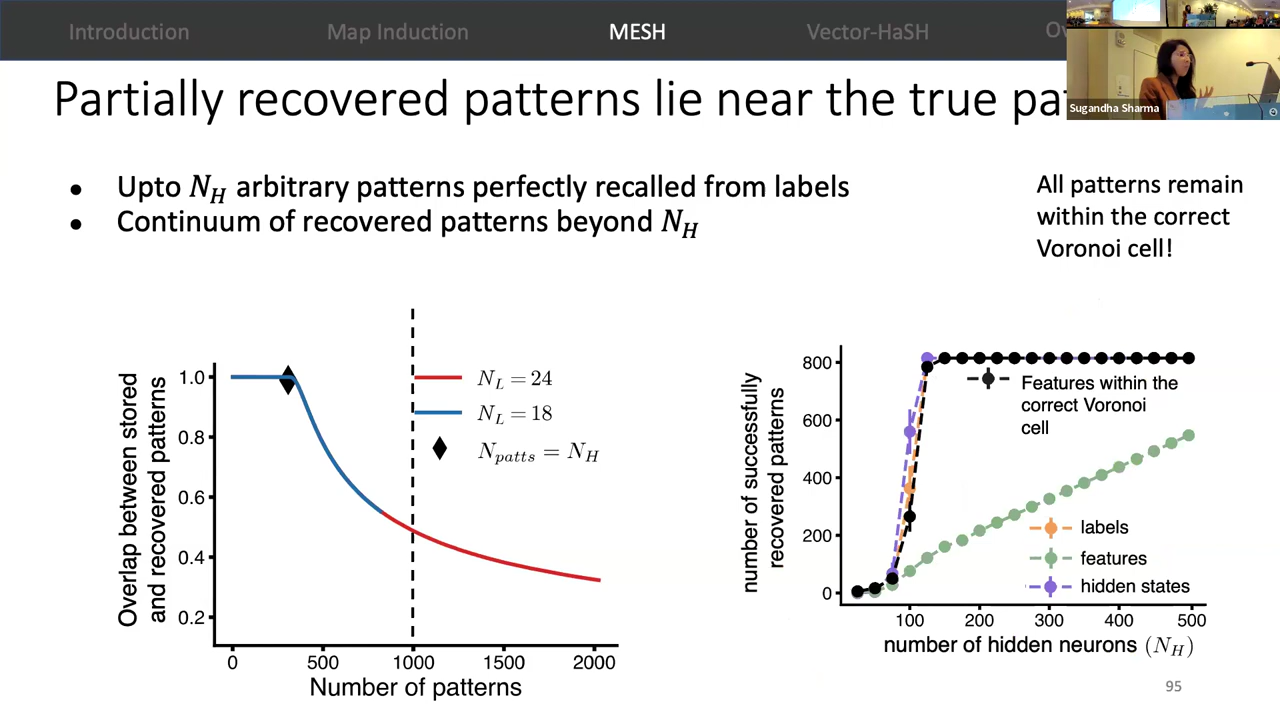 Introduction
Map Induction
MESH
Vector-HaSH
Partially recovered patterns lie near the true
Sugandha Sharma
● Upto N_H arbitrary patterns perfectly recalled from labels
● Continuum of recovered patterns beyond N_H
All patterns remain
within the correct
Voronoi cell!
Overlap between stored
and recovered patterns
1.0
0.8
0.6
0.4
0.2
N_L = 24
N_L = 18
N_patts = N_H
0 500 1000 1500 2000
Number of patterns
number of successfully
recovered patterns
800
600
400
200
0
Features within the
correct Voronoi
cell
labels
features
hidden states
100 200 300 400 500
number of hidden neurons (N_H)
95